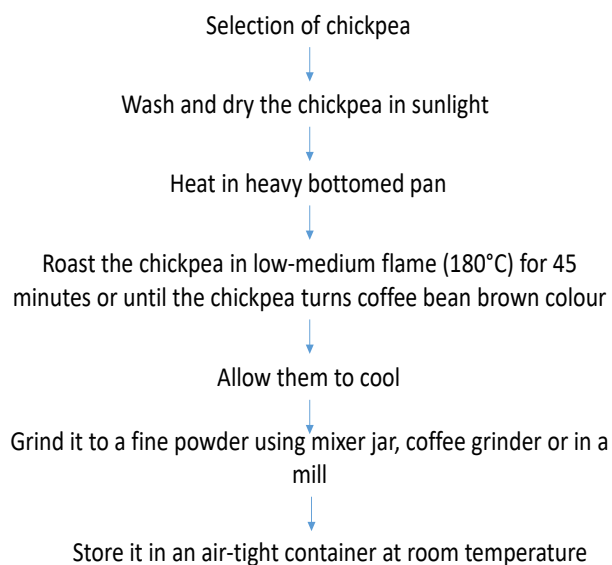 Selection of chickpea
Wash and dry the chickpea in sunlight
Heat in heavy bottomed pan
Roast the chickpea in low-medium flame (180°C) for 45
minutes or until the chickpea turns coffee bean brown colour
Allow them to cool
Grind it to a fine powder using mixer jar, coffee grinder or in a
mill
Store it in an air-tight container at room temperature